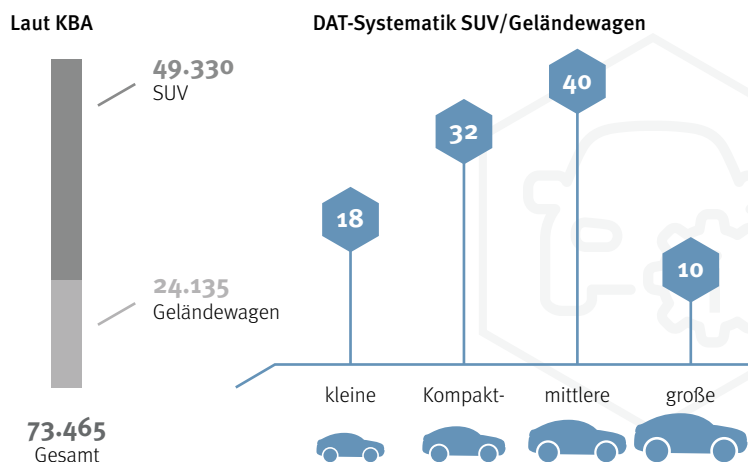 Laut KBA
49.330
SUV
24.135
Geländewagen
73.465
Gesamt
DAT-Systematik SUV/Geländewagen
18
32
40
10
kleine
Kompakt-
mittlere
große